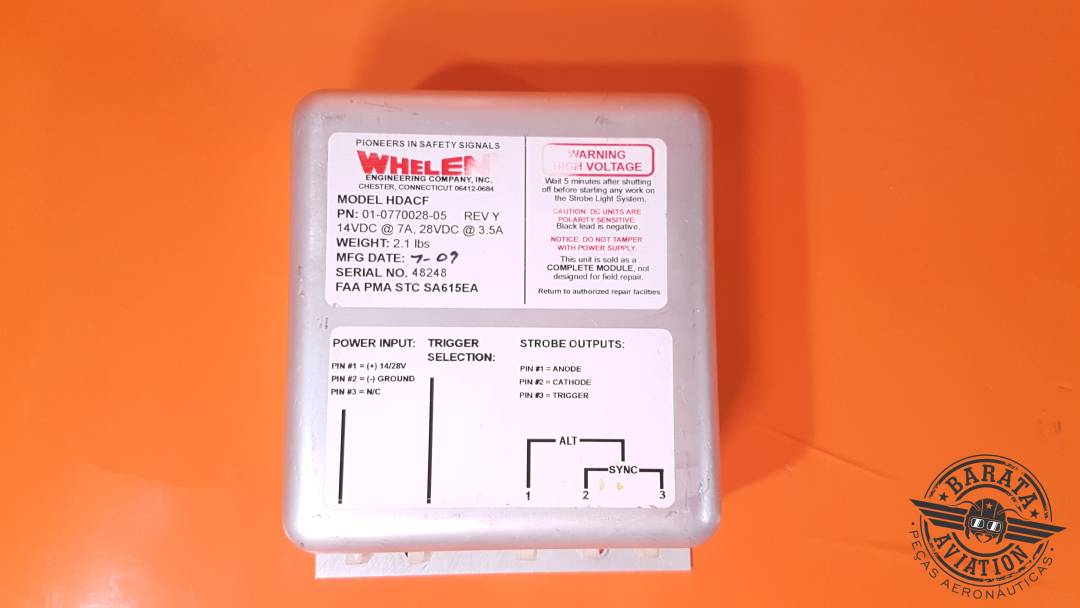 PIONEERS IN SAFETY SIGNALS
WHELEN
ENGINEERING COMPANY, INC.
CHESTER, CONNECTICUT 06412-0684
MODEL HDACF
PN: 01-0770028-05 REV Y
14VDC @ 7A, 28VDC @ 3.5A
WEIGHT: 2.1 lbs
MFG DATE: 7-09
SERIAL NO. 48248
FAA PMA STC SA615EA
WARNING
HIGH VOLTAGE
Wait 5 minutes after shutting
off before starting any work on
the Strobe Light System.
CAUTION: DC UNITS ARE
POLARITY SENSITIVE.
Black lead is negative.
NOTICE: DO NOT TAMPER
WITH POWER SUPPLY.
This unit is sold as a
COMPLETE MODULE, not
designed for field repair.
Return to authorized repair facilties.
POWER INPUT:
PIN #1 = (+) 14/28V
PIN #2 = (-) GROUND
PIN #3 = N/C
TRIGGER
SELECTION:
STROBE OUTPUTS:
PIN #1 = ANODE
PIN #2 = CATHODE
PIN #3 = TRIGGER
ALT
SYNC
1 2 3
BARATA
AVIATION
PEÇAS AERONÁUTICAS